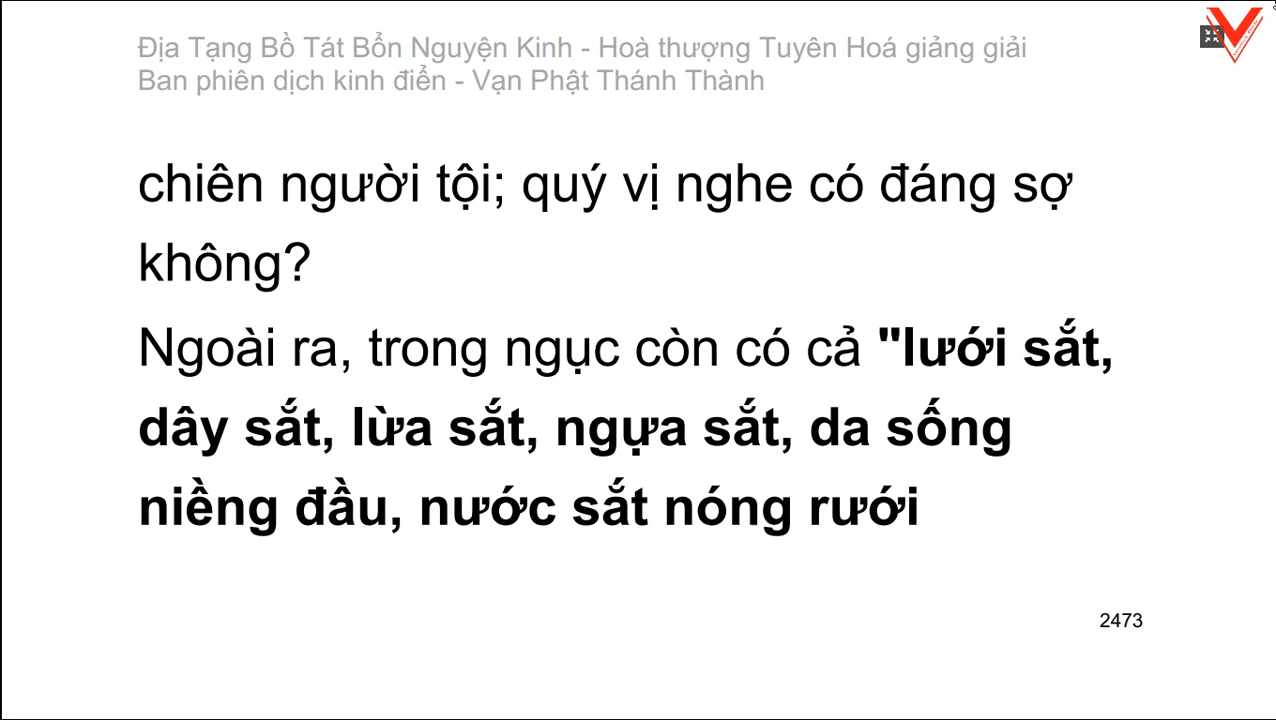 Địa Tạng Bồ Tát Bổn Nguyện Kinh - Hoà thượng Tuyên Hoá giảng giải
Ban phiên dịch kinh điển - Vạn Phật Thánh Thành
chiên người tội; quý vị nghe có đáng sợ
không?
Ngoài ra, trong ngục còn có cả "lưới sắt,
dây sắt, lừa sắt, ngựa sắt, da sống
niềng đầu, nước sắt nóng rưới
2473